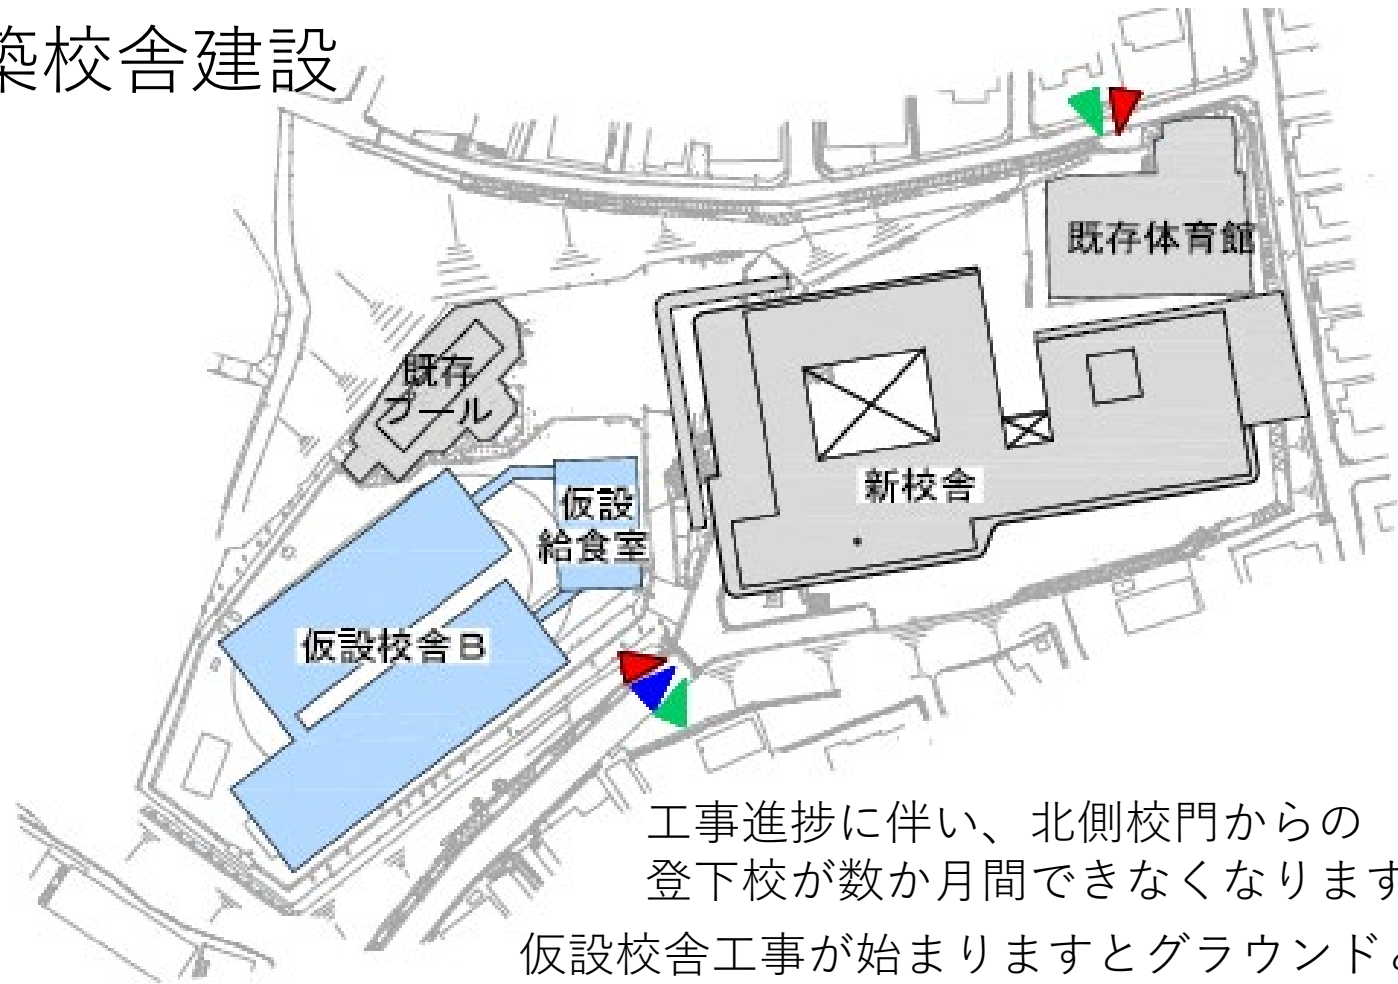 築校舎建設
既存体育館
既存
プール
新校舎
仮設
給食室
仮設校舎B
工事進捗に伴い、北側校門からの
登下校が数か月間できなくなります
仮設校舎工事が始まりますとグラウンド